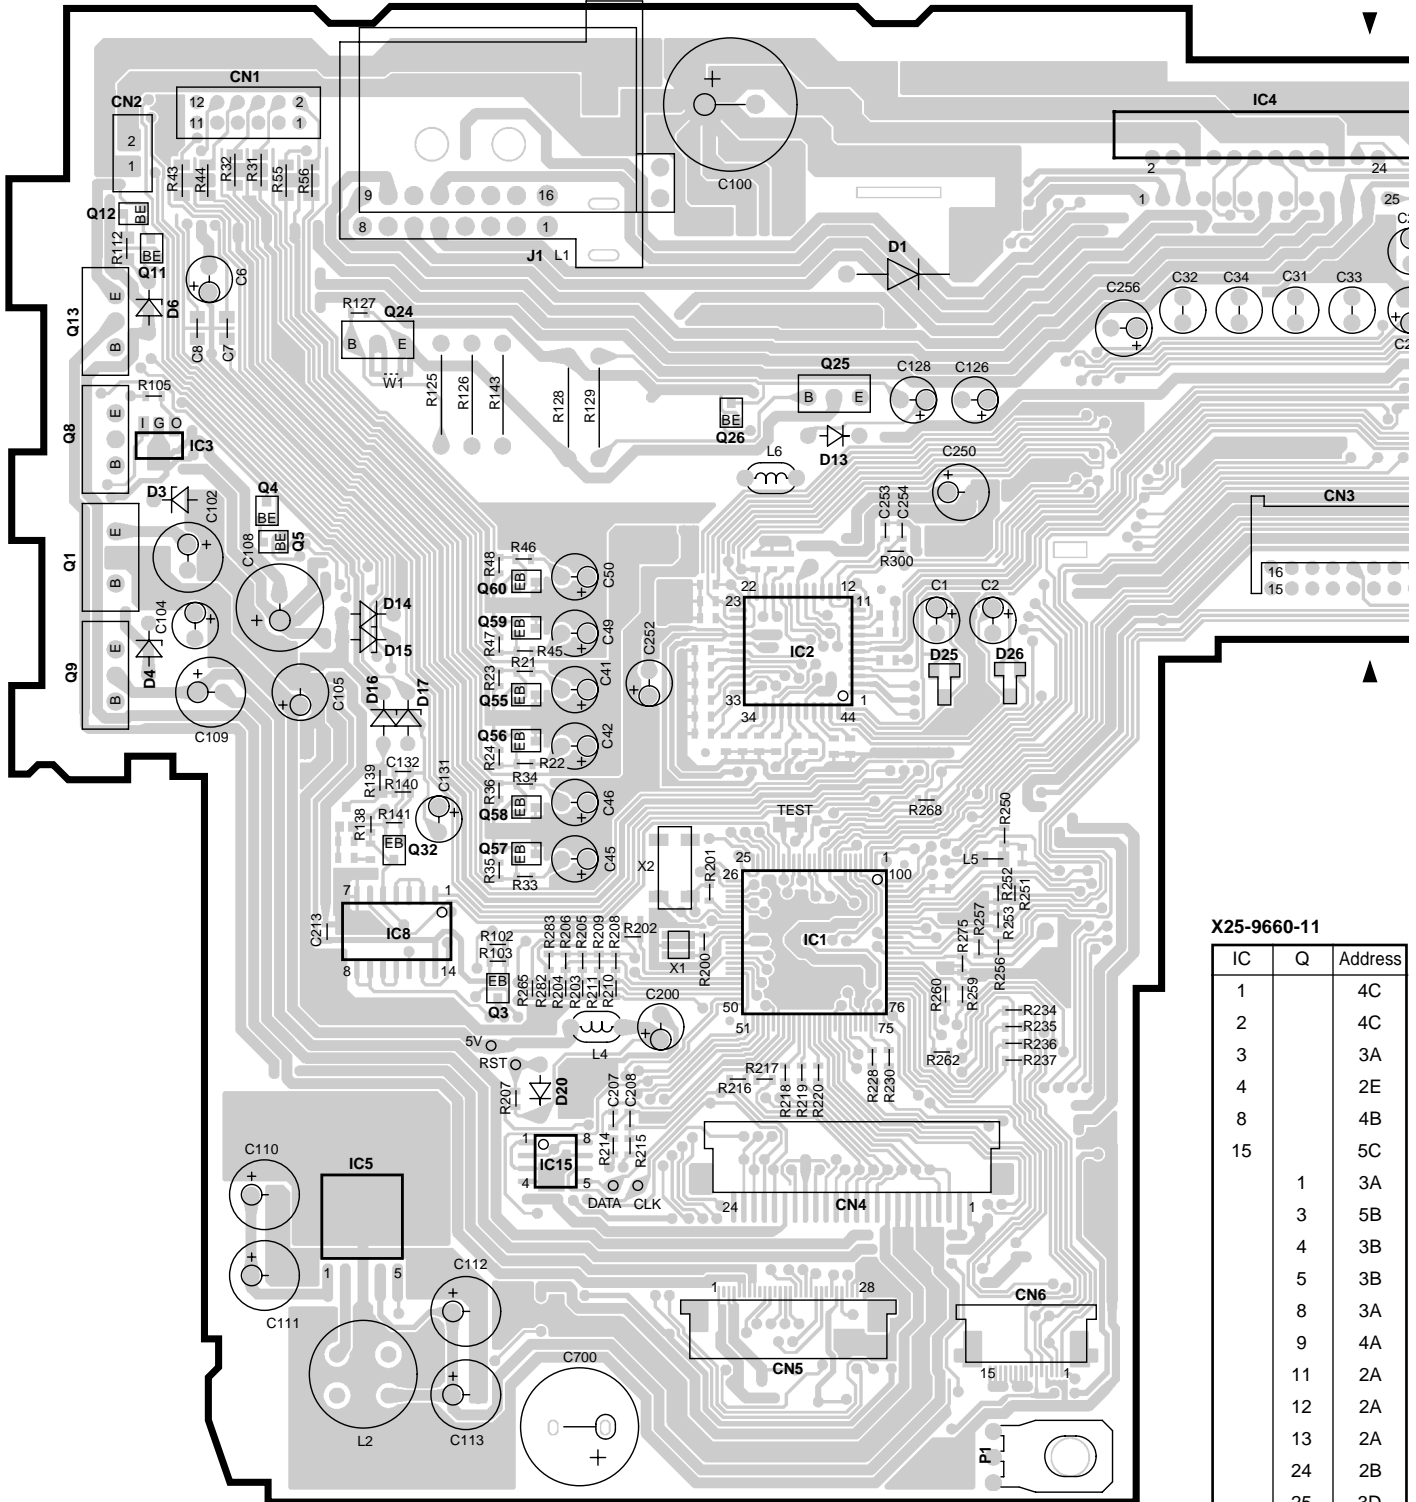 CN1
CN2
12
2
11
1
2
1
R43
R44
R32
R31
R55
R56
9
16
8
1
J1
L1
C100
IC4
2
24
1
25
Q12
BE
R112
BE
Q11
C6
D6
E
Q13
B
C8
C7
R127
Q24
B
E
W1
R125
R126
R143
R128
R129
D1
C256
C32
C34
C31
C33
Q25
B
E
C128
C126
BE
Q26
D13
L6
C250
CN3
16
15
R105
E
Q8
B
I G O
IC3
D3
C102
Q4
BE
C108
BE
Q5
E
Q1
B
C104
D14
D15
E
Q9
B
D4
C109
C105
D16
D17
R48
R46
EB
Q60
C50
Q59
EB
R47
R45
C49
R23
R21
Q55
EB
C41
Q56
EB
R24
R22
C42
R36
R34
Q58
EB
C46
Q57
EB
R35
R33
C45
C252
C253
C254
R300
22
12
23
11
IC2
33
1
34
44
C1
C2
D25
D26
R139
C132
R140
C131
R138
R141
EB
Q32
7
1
IC8
8
14
C213
TEST
R268
R250
L5
X2
R201
25
1
26
100
IC1
50
76
51
75
R252
R251
R253
R257
R275
R256
R260
R259
R262
R234
R235
R236
R237
R102
R103
EB
Q3
R283
R206
R205
R209
R208
R202
R265
R282
R204
R203
R211
R210
X1
R200
C200
L4
5V
RST
R207
D20
C207
C208
R214
R215
R217
R216
R218
R219
R220
R228
R230
1
8
IC15
4
5
DATA
CLK
24
CN4
1
C110
IC5
1
5
C111
C112
C113
L2
C700
1
28
CN5
CN6
15
1
P1
X25-9660-11
IC Q Address
1 4C
2 4C
3 3A
4 2E
8 4B
15 5C
1 3A
3 5B
4 3B
5 3B
8 3A
9 4A
11 2A
12 2A
13 2A
24 2B
25 3D